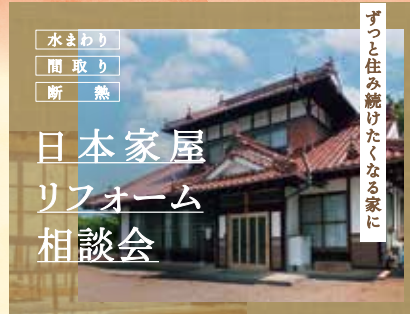 水まわり
間取り
断熱
日本家屋
リフォーム
相談会
ずっと住み続けたくなる家に